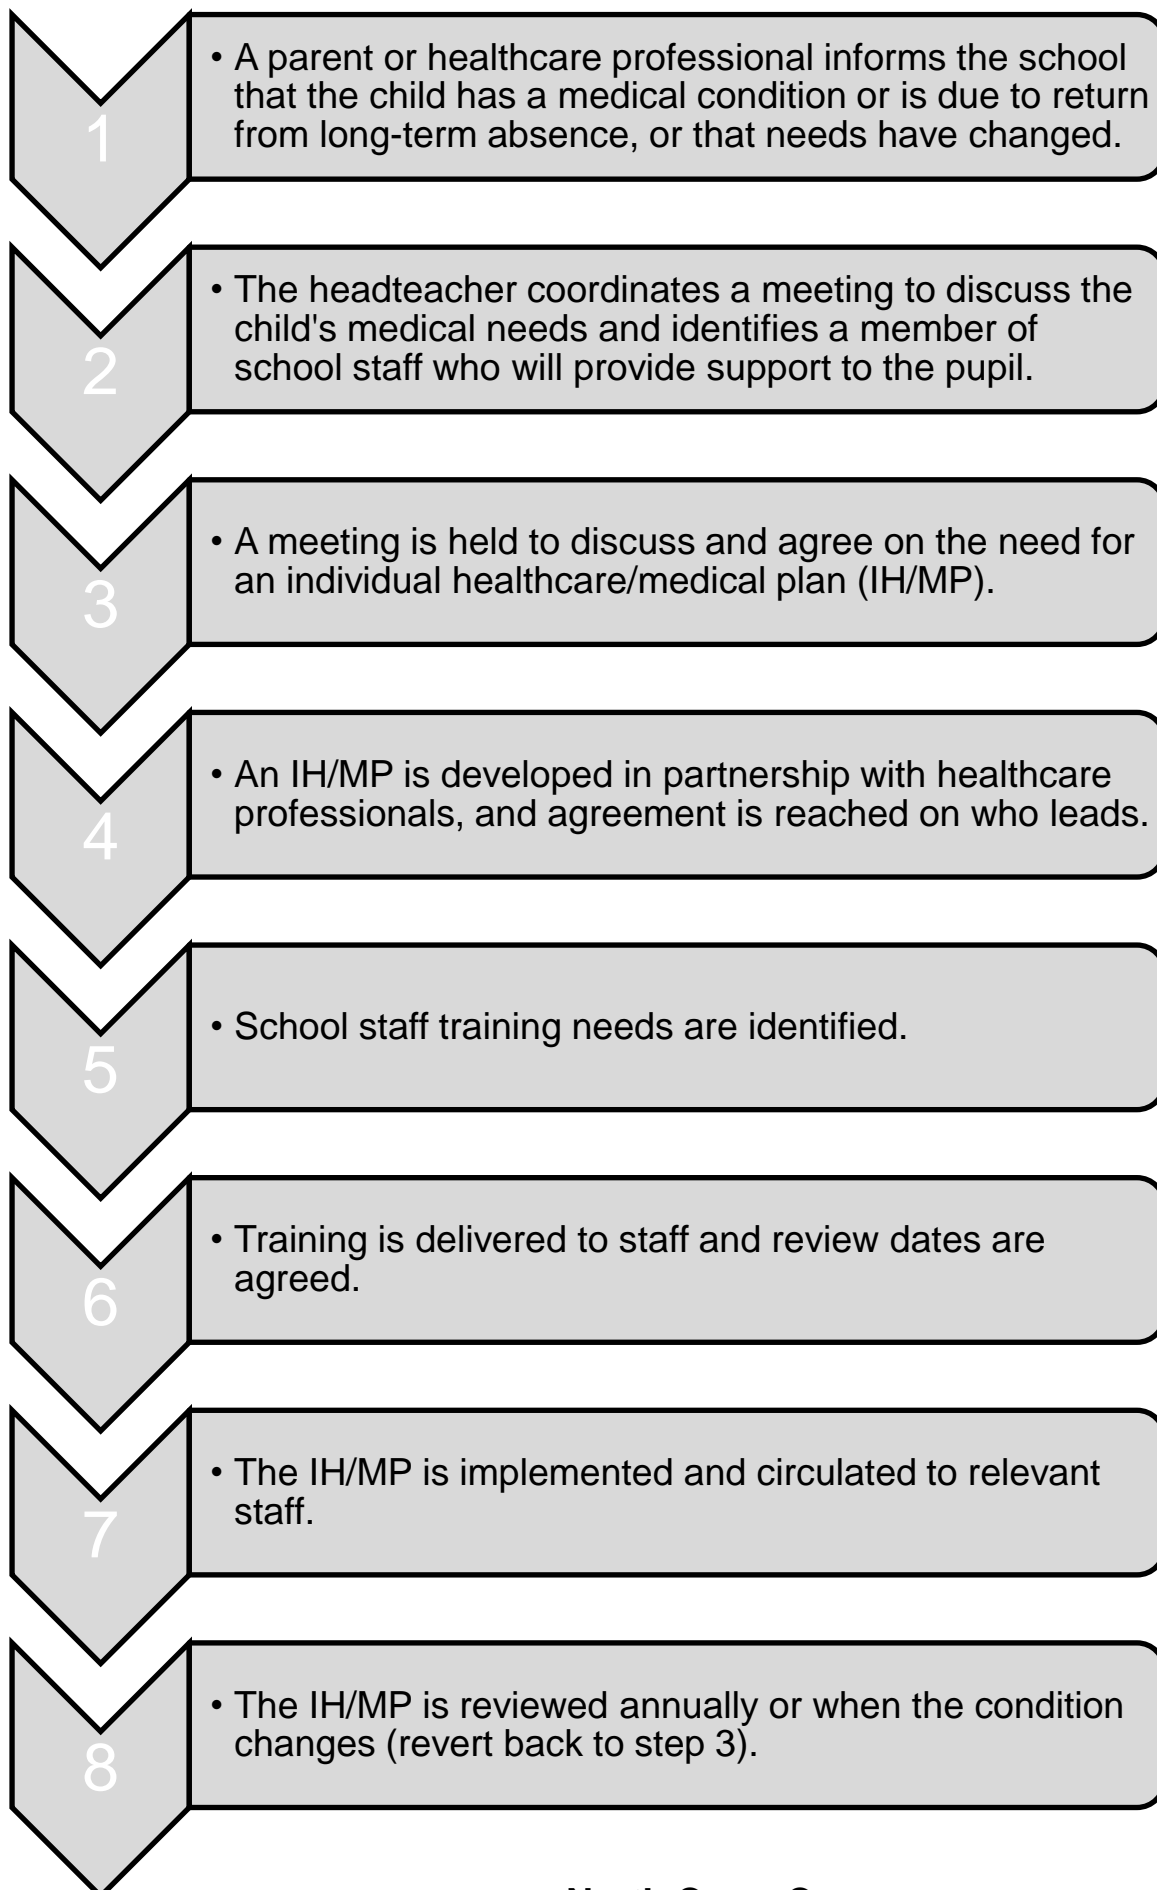 1
• A parent or healthcare professional informs the school
that the child has a medical condition or is due to return
from long-term absence, or that needs have changed.
2
• The headteacher coordinates a meeting to discuss the
child's medical needs and identifies a member of
school staff who will provide support to the pupil.
3
• A meeting is held to discuss and agree on the need for
an individual healthcare/medical plan (IH/MP).
4
• An IH/MP is developed in partnership with healthcare
professionals, and agreement is reached on who leads.
5
• School staff training needs are identified.
6
• Training is delivered to staff and review dates are
agreed.
7
• The IH/MP is implemented and circulated to relevant
staff.
8
• The IH/MP is reviewed annually or when the condition
changes (revert back to step 3).